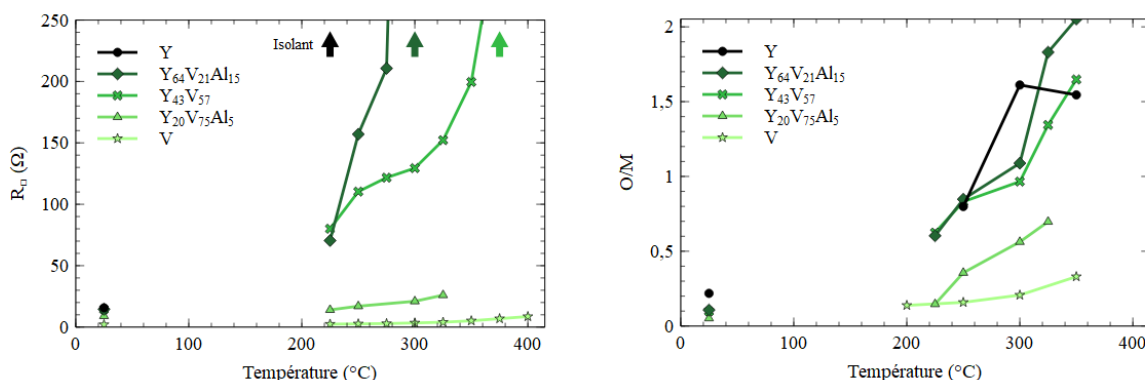 250
200
150
100
50
0
R□ (Ω)
Isolant
Y
Y64V21Al15
Y43V57
Y20V75Al5
V
0 100 200 300 400
Température (°C)
2
1,5
1
0,5
0
O/M
Y
Y64V21Al15
Y43V57
Y20V75Al5
V
0 100 200 300 400
Température (°C)